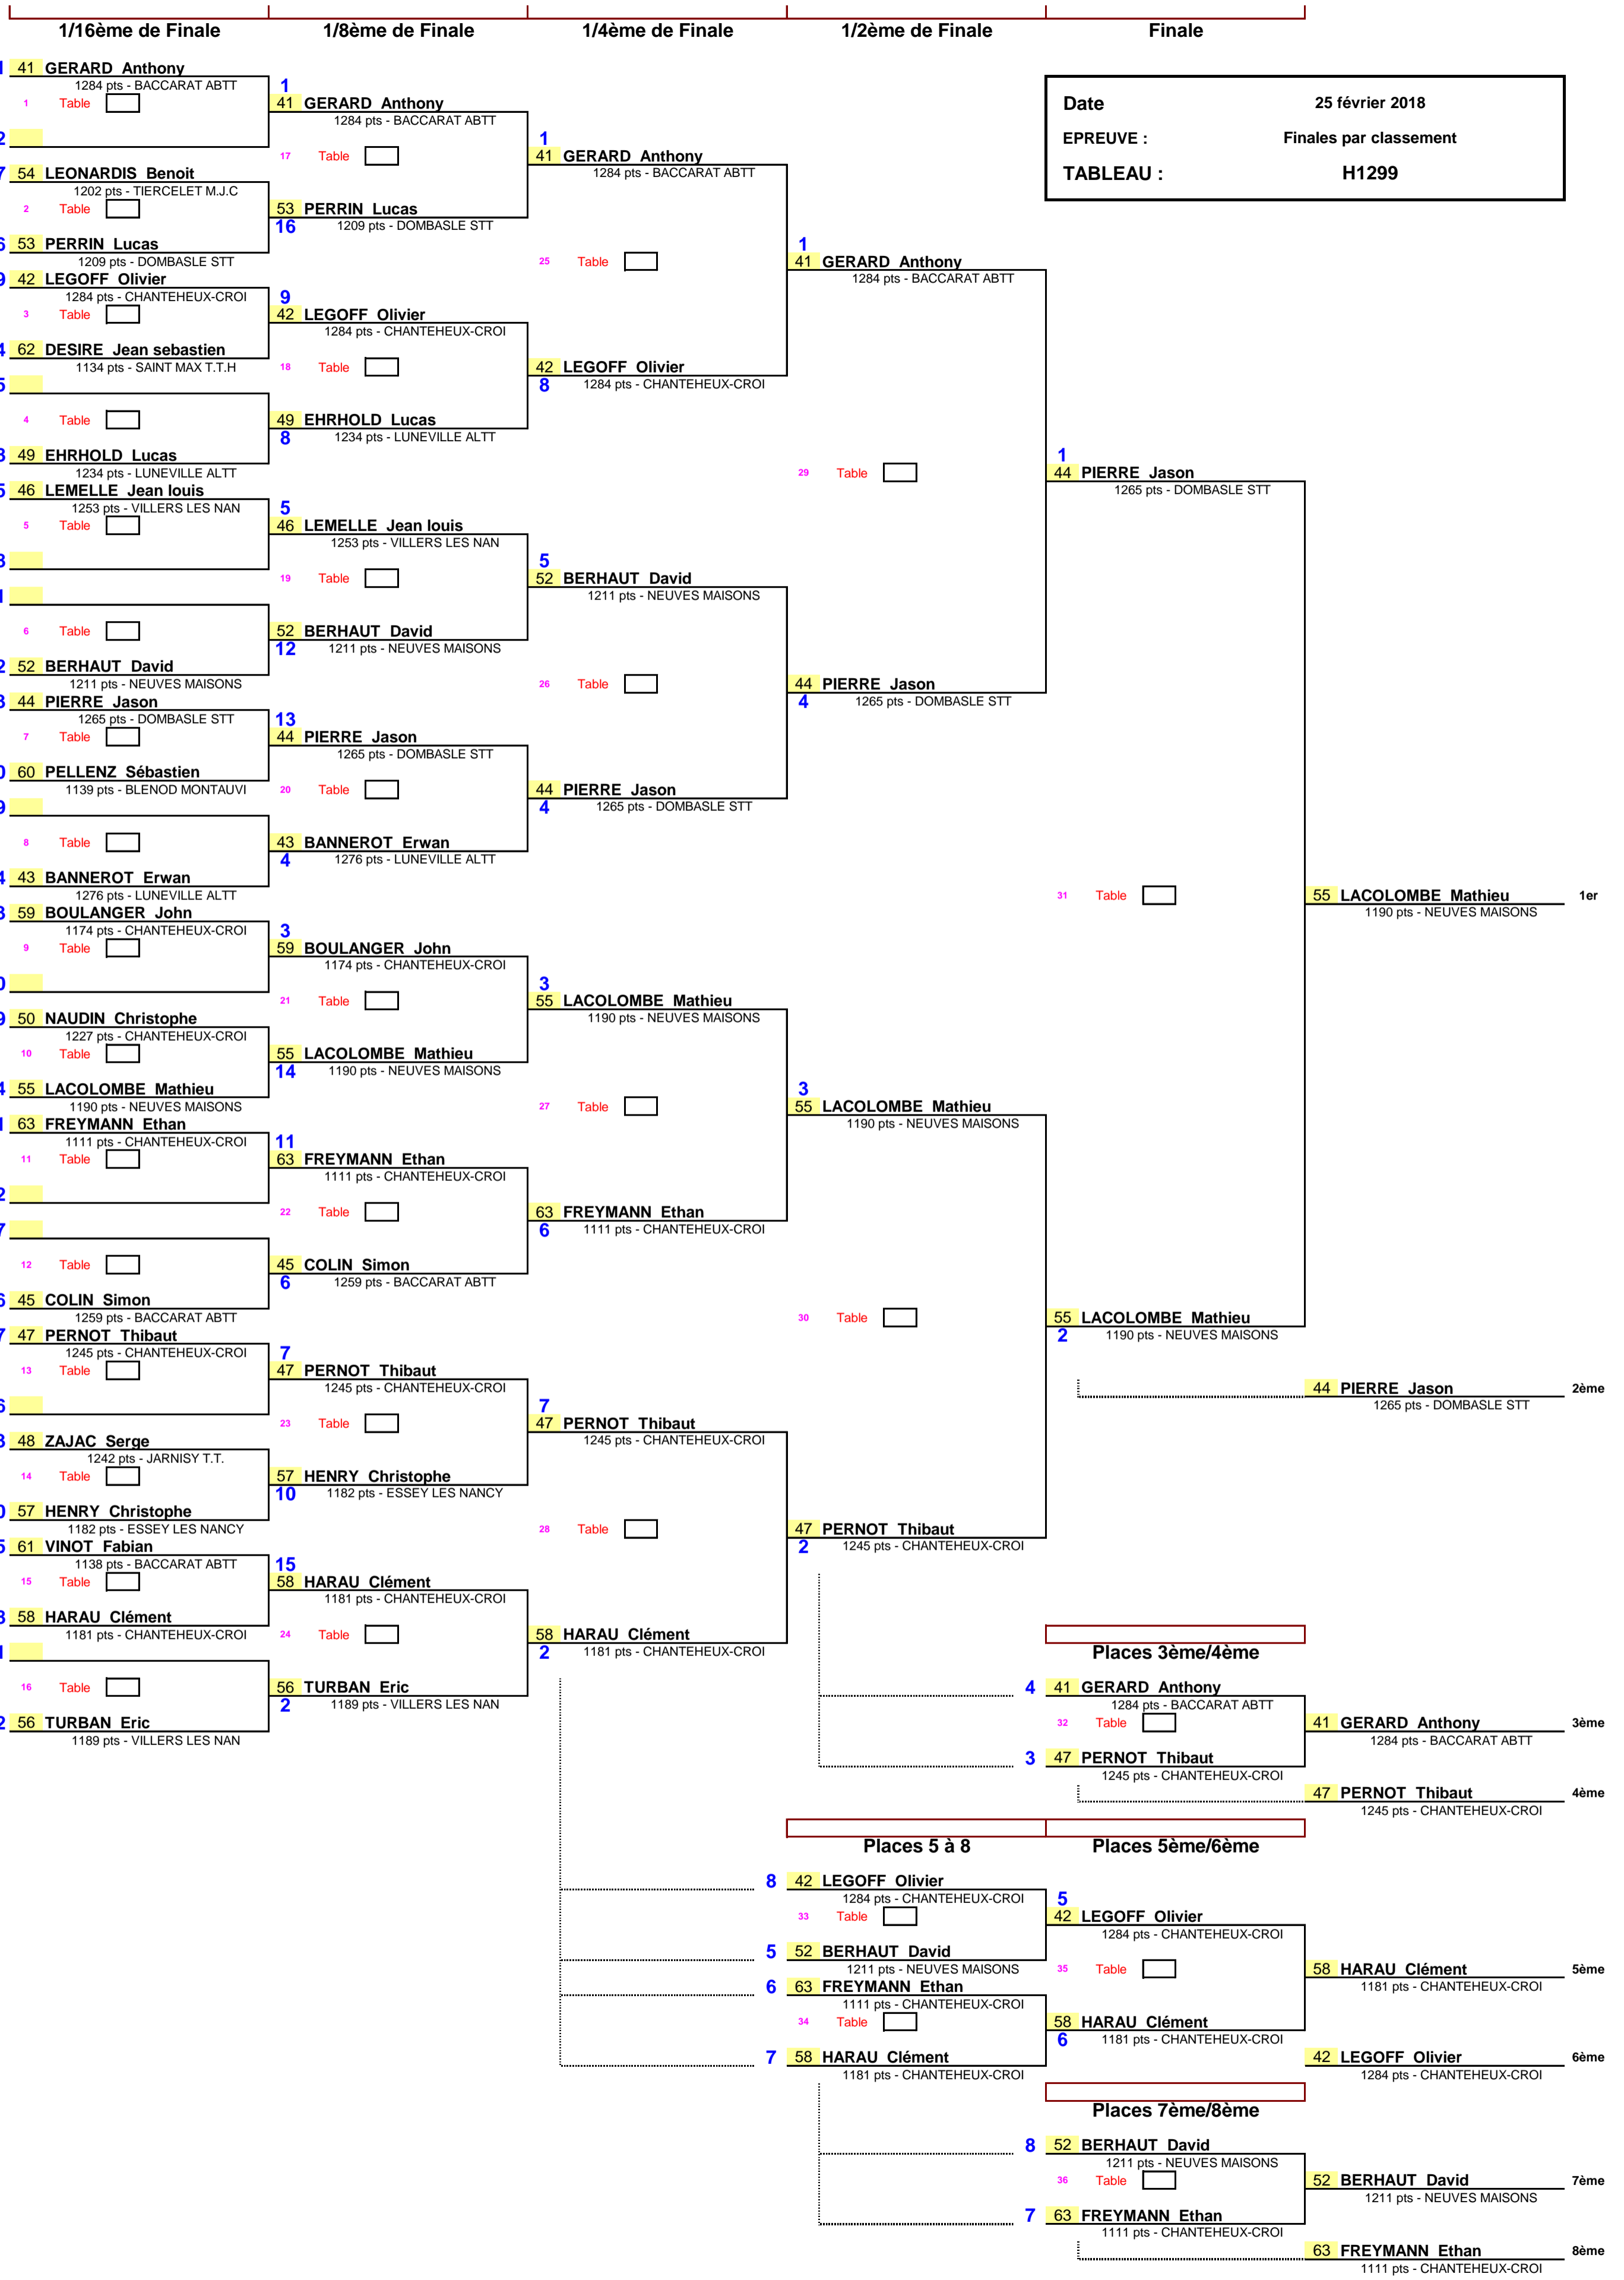 1/16ème de Finale
1/8ème de Finale
1/4ème de Finale
1/2ème de Finale
Finale
Date 25 février 2018
EPREUVE : Finales par classement
TABLEAU : H1299
41 GERARD Anthony
1284 pts - BACCARAT ABTT
1 Table
2
7 54 LEONARDIS Benoit
1202 pts - TIERCELET M.J.C
2 Table
53 PERRIN Lucas
1209 pts - DOMBASLE STT
9 42 LEGOFF Olivier
1284 pts - CHANTEHEUX-CROI
3 Table
4 62 DESIRE Jean sebastien
1134 pts - SAINT MAX T.T.H
5
4 Table
49 EHRHOLD Lucas
1234 pts - LUNEVILLE ALTT
5 46 LEMELLE Jean louis
1253 pts - VILLERS LES NAN
5 Table
6 Table
2 52 BERHAUT David
1211 pts - NEUVES MAISONS
3 44 PIERRE Jason
1265 pts - DOMBASLE STT
7 Table
0 60 PELLENZ Sébastien
1139 pts - BLENOD MONTAUVI
9
8 Table
4 43 BANNEROT Erwan
1276 pts - LUNEVILLE ALTT
3 59 BOULANGER John
1174 pts - CHANTEHEUX-CROI
9 Table
0
9 50 NAUDIN Christophe
1227 pts - CHANTEHEUX-CROI
10 Table
4 55 LACOLOMBE Mathieu
1190 pts - NEUVES MAISONS
63 FREYMANN Ethan
1111 pts - CHANTEHEUX-CROI
11 Table
2
7
12 Table
6 45 COLIN Simon
1259 pts - BACCARAT ABTT
7 47 PERNOT Thibaut
1245 pts - CHANTEHEUX-CROI
13 Table
6
48 ZAJAC Serge
1242 pts - JARNISY T.T.
14 Table
0 57 HENRY Christophe
1182 pts - ESSEY LES NANCY
5 61 VINOT Fabian
1138 pts - BACCARAT ABTT
15 Table
58 HARAU Clément
1181 pts - CHANTEHEUX-CROI
16 Table
2 56 TURBAN Eric
1189 pts - VILLERS LES NAN
1
41 GERARD Anthony
1284 pts - BACCARAT ABTT
17 Table
53 PERRIN Lucas
16 1209 pts - DOMBASLE STT
9
42 LEGOFF Olivier
1284 pts - CHANTEHEUX-CROI
18 Table
49 EHRHOLD Lucas
8 1234 pts - LUNEVILLE ALTT
5
46 LEMELLE Jean louis
1253 pts - VILLERS LES NAN
19 Table
52 BERHAUT David
12 1211 pts - NEUVES MAISONS
13
44 PIERRE Jason
1265 pts - DOMBASLE STT
20 Table
43 BANNEROT Erwan
4 1276 pts - LUNEVILLE ALTT
3
59 BOULANGER John
1174 pts - CHANTEHEUX-CROI
21 Table
55 LACOLOMBE Mathieu
14 1190 pts - NEUVES MAISONS
11
63 FREYMANN Ethan
1111 pts - CHANTEHEUX-CROI
22 Table
45 COLIN Simon
6 1259 pts - BACCARAT ABTT
7
47 PERNOT Thibaut
1245 pts - CHANTEHEUX-CROI
23 Table
57 HENRY Christophe
10 1182 pts - ESSEY LES NANCY
15
58 HARAU Clément
1181 pts - CHANTEHEUX-CROI
24 Table
56 TURBAN Eric
2 1189 pts - VILLERS LES NAN
1
41 GERARD Anthony
1284 pts - BACCARAT ABTT
25 Table
42 LEGOFF Olivier
8 1284 pts - CHANTEHEUX-CROI
5
52 BERHAUT David
1211 pts - NEUVES MAISONS
26 Table
44 PIERRE Jason
4 1265 pts - DOMBASLE STT
3
55 LACOLOMBE Mathieu
1190 pts - NEUVES MAISONS
27 Table
63 FREYMANN Ethan
6 1111 pts - CHANTEHEUX-CROI
7
47 PERNOT Thibaut
1245 pts - CHANTEHEUX-CROI
28 Table
58 HARAU Clément
2 1181 pts - CHANTEHEUX-CROI
1
41 GERARD Anthony
1284 pts - BACCARAT ABTT
29 Table
44 PIERRE Jason
4 1265 pts - DOMBASLE STT
3
55 LACOLOMBE Mathieu
1190 pts - NEUVES MAISONS
30 Table
47 PERNOT Thibaut
2 1245 pts - CHANTEHEUX-CROI
1
44 PIERRE Jason
1265 pts - DOMBASLE STT
31 Table
55 LACOLOMBE Mathieu
2 1190 pts - NEUVES MAISONS
55 LACOLOMBE Mathieu 1er
1190 pts - NEUVES MAISONS
44 PIERRE Jason 2ème
1265 pts - DOMBASLE STT
Places 3ème/4ème
4 41 GERARD Anthony
1284 pts - BACCARAT ABTT
32 Table
3 47 PERNOT Thibaut
1245 pts - CHANTEHEUX-CROI
41 GERARD Anthony 3ème
1284 pts - BACCARAT ABTT
47 PERNOT Thibaut 4ème
1245 pts - CHANTEHEUX-CROI
Places 5 à 8
Places 5ème/6ème
8 42 LEGOFF Olivier
1284 pts - CHANTEHEUX-CROI
33 Table
5 52 BERHAUT David
1211 pts - NEUVES MAISONS
6 63 FREYMANN Ethan
1111 pts - CHANTEHEUX-CROI
34 Table
7 58 HARAU Clément
1181 pts - CHANTEHEUX-CROI
5
42 LEGOFF Olivier
1284 pts - CHANTEHEUX-CROI
35 Table
58 HARAU Clément
6 1181 pts - CHANTEHEUX-CROI
58 HARAU Clément 5ème
1181 pts - CHANTEHEUX-CROI
42 LEGOFF Olivier 6ème
1284 pts - CHANTEHEUX-CROI
Places 7ème/8ème
8 52 BERHAUT David
1211 pts - NEUVES MAISONS
36 Table
7 63 FREYMANN Ethan
1111 pts - CHANTEHEUX-CROI
52 BERHAUT David 7ème
1211 pts - NEUVES MAISONS
63 FREYMANN Ethan 8ème
1111 pts - CHANTEHEUX-CROI